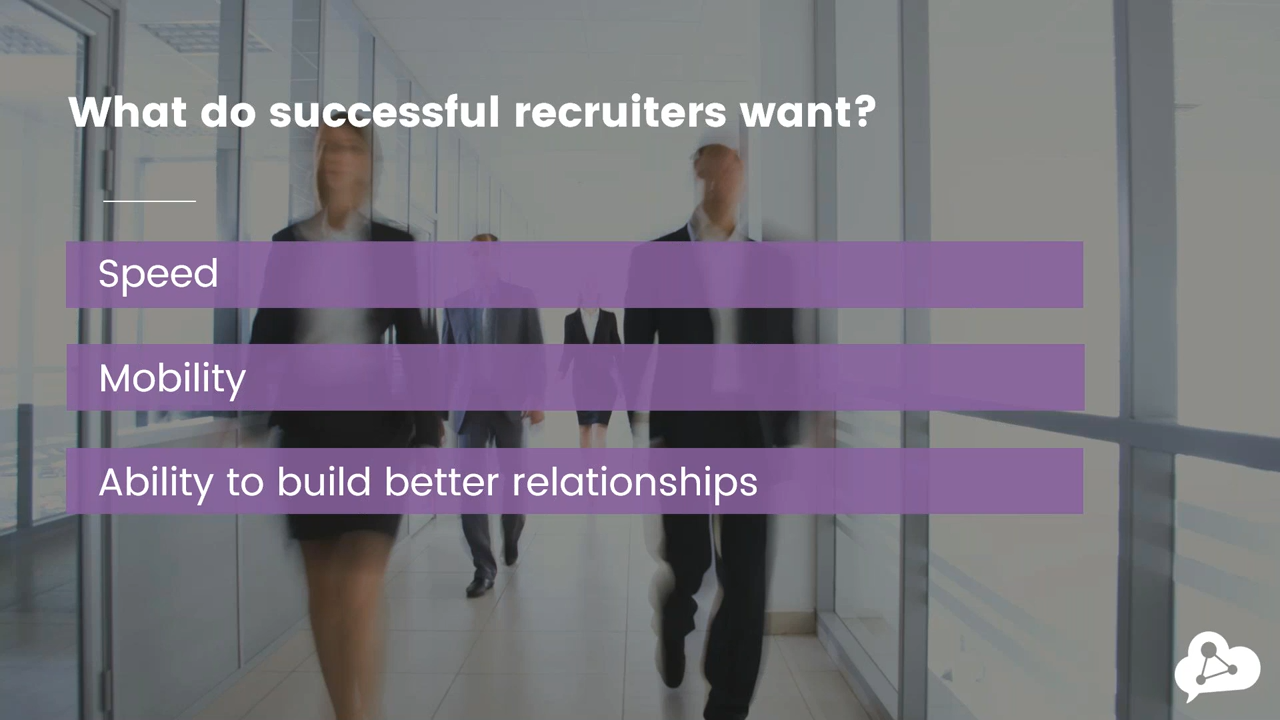 What do successful recruiters want?
Speed
Mobility
Ability to build better relationships